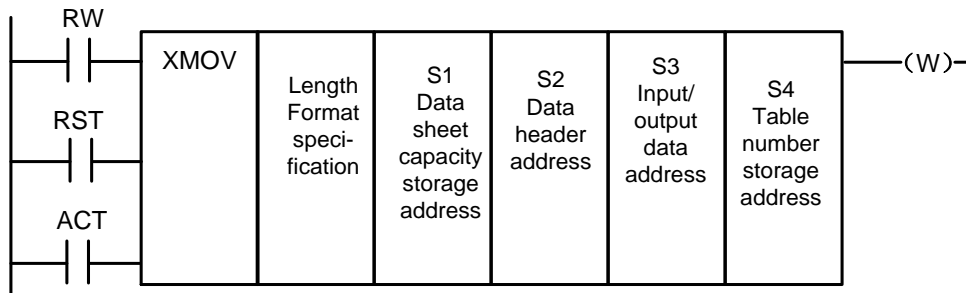 RW
RST
ACT
XMOV
Length
Format
speci-
fication
S1
Data
sheet
capacity
storage
address
S2
Data
header
address
S3
Input/
output
data
address
S4
Table
number
storage
address
(W)